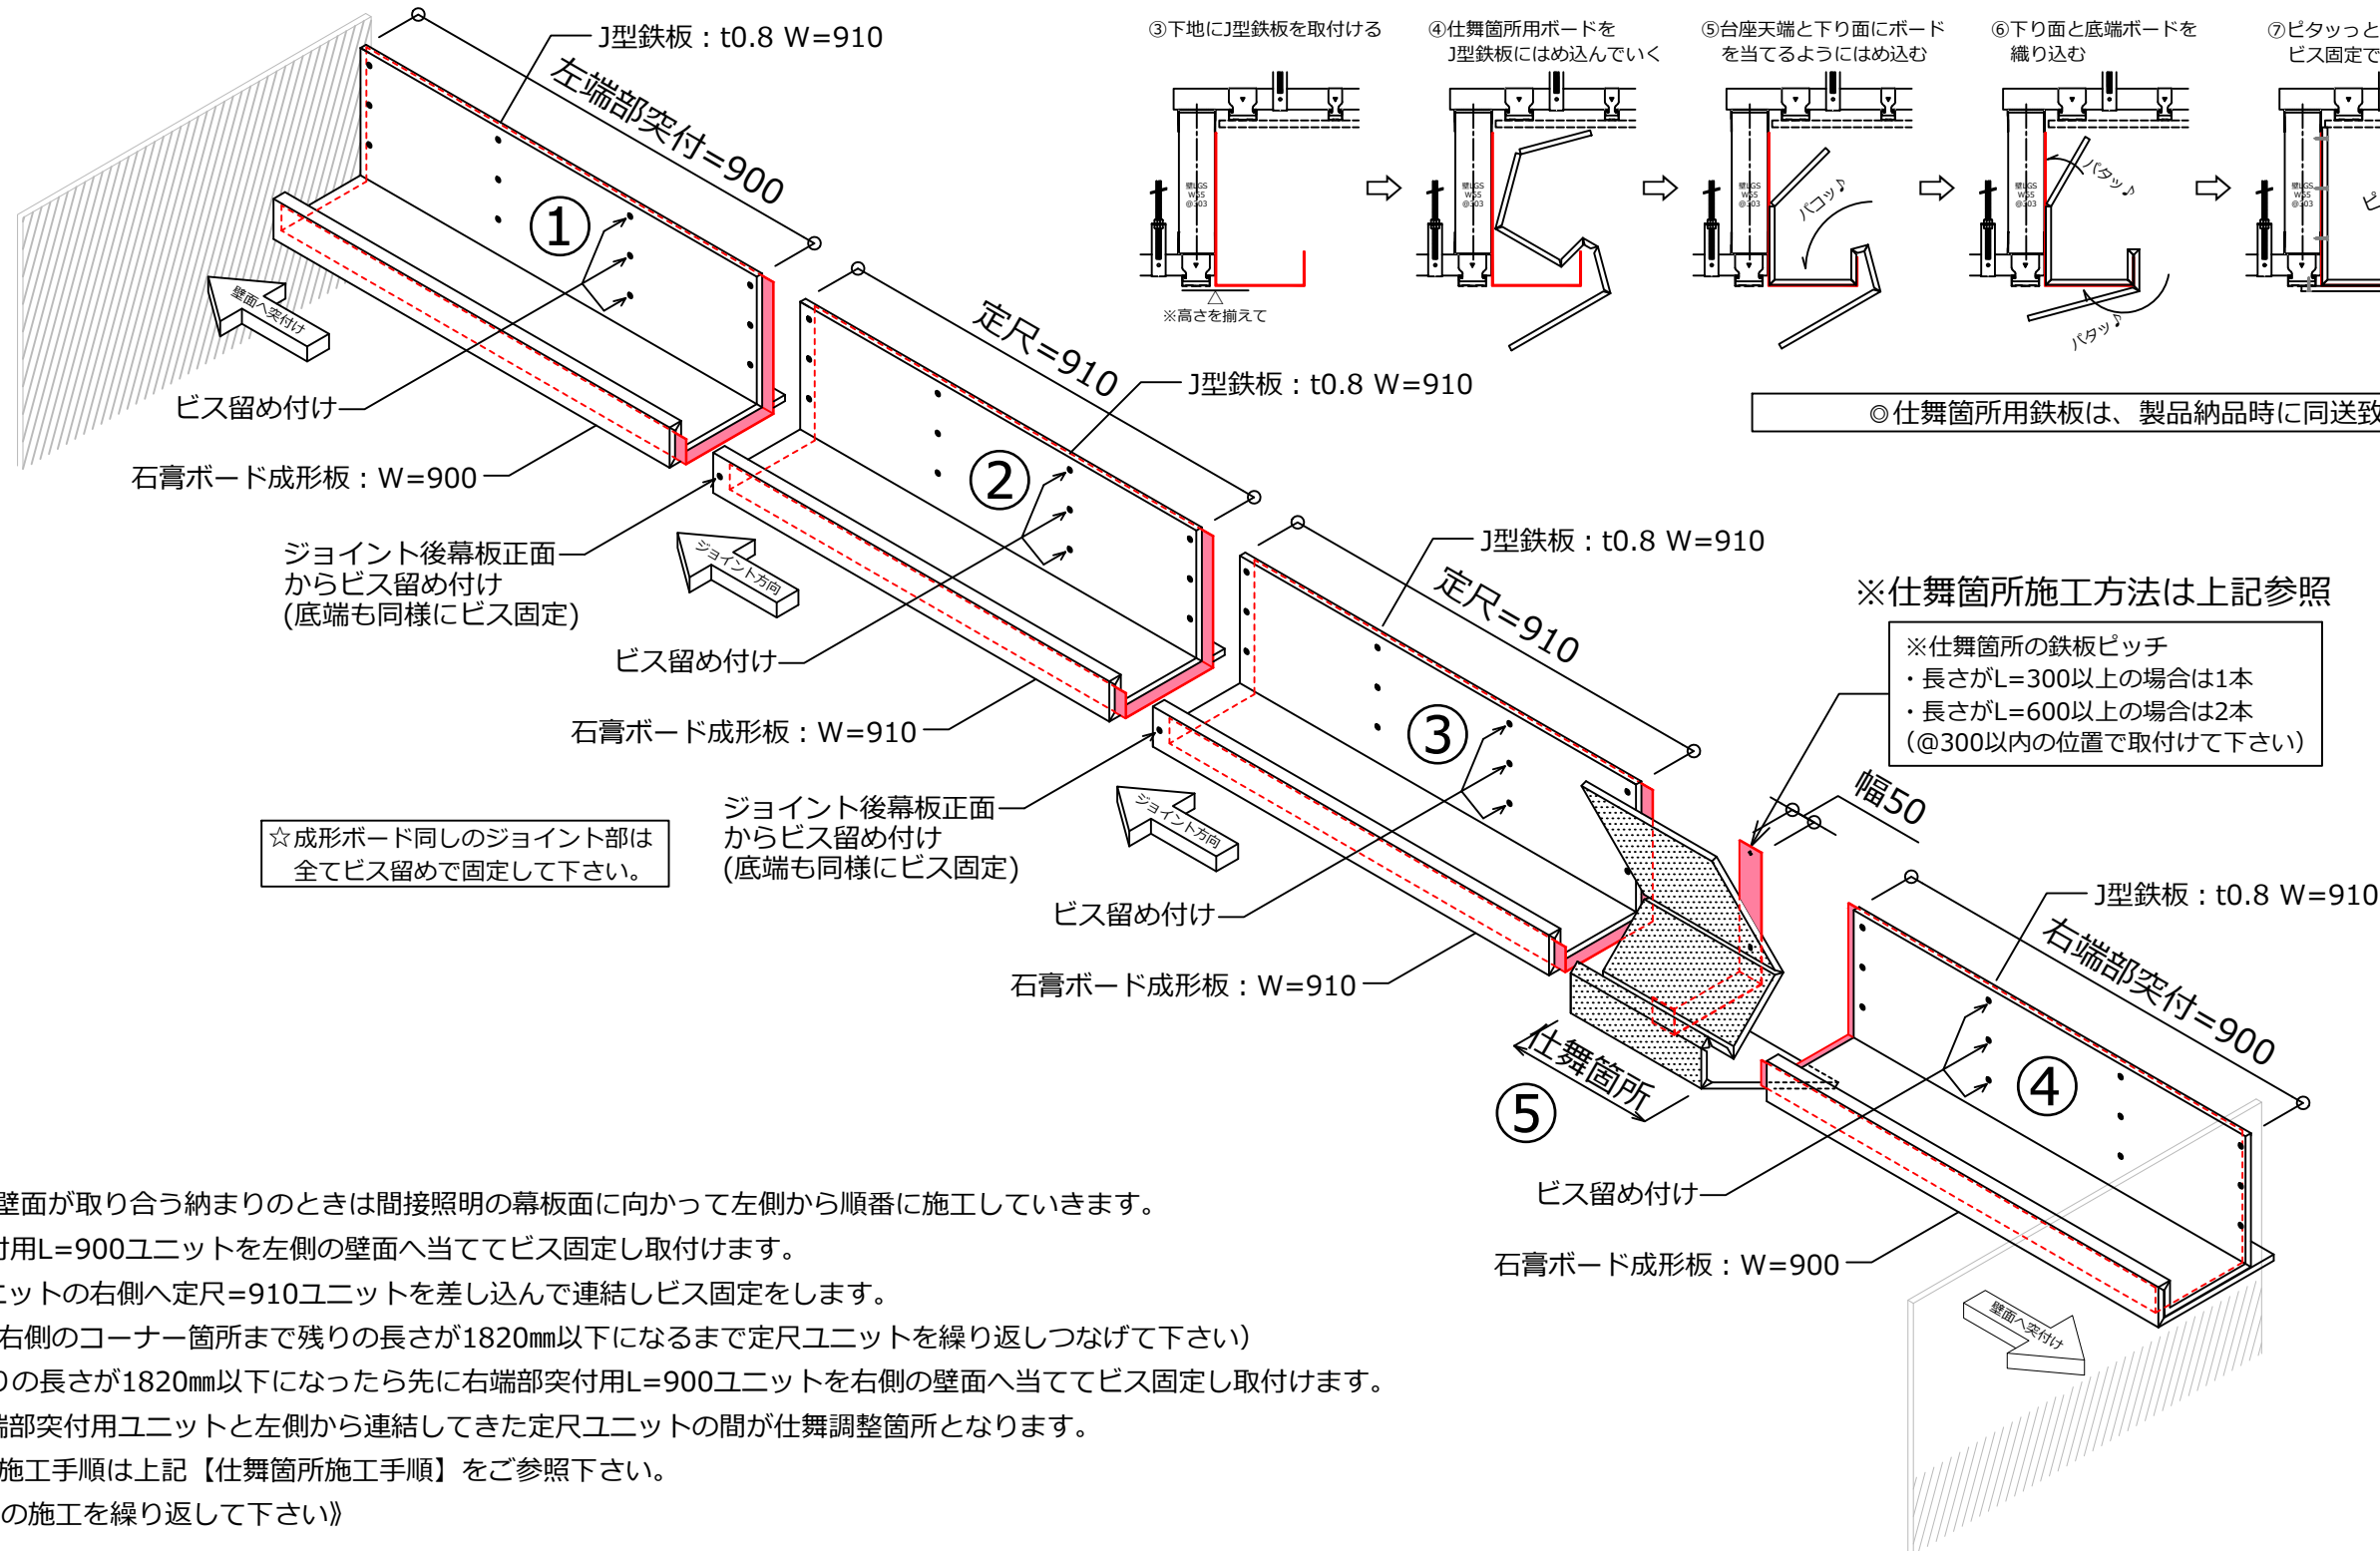 ③下地にJ型鉄板を取付ける
④仕舞箇所用ボードを
J型鉄板にはめ込んでいく
⑤台座天端と下り面にボード
を当てるようにはめ込む
⑥下り面と底端ボードを
織り込む
⑦ピタッっと
ビス固定で
壁LGS
W65
@303
壁LGS
W65
@303
壁LGS
W65
@303
壁LGS
W65
@303
※高さを揃えて
パコッ♪
パタッ♪
パタッ♪
ピ
◎仕舞箇所用鉄板は、製品納品時に同送致
J型鉄板：t0.8 W=910
左端部突付=900
①
壁面へ突付け
ビス留め付け
石膏ボード成形板：W=900
定尺=910
J型鉄板：t0.8 W=910
②
ジョイント後幕板正面
からビス留め付け
(底端も同様にビス固定)
ジョイント方向
ビス留め付け
石膏ボード成形板：W=910
J型鉄板：t0.8 W=910
定尺=910
③
ジョイント後幕板正面
からビス留め付け
(底端も同様にビス固定)
ジョイント方向
ビス留め付け
石膏ボード成形板：W=910
☆成形ボード同しのジョイント部は
全てビス留めで固定して下さい。
※仕舞箇所施工方法は上記参照
※仕舞箇所の鉄板ピッチ
・長さがL=300以上の場合は1本
・長さがL=600以上の場合は2本
（@300以内の位置で取付けて下さい）
幅50
仕舞箇所
⑤
J型鉄板：t0.8 W=910
右端部突付=900
④
ビス留め付け
石膏ボード成形板：W=900
壁面へ突付け
壁面が取り合う納まりのときは間接照明の幕板面に向かって左側から順番に施工していきます。
付用L=900ユニットを左側の壁面へ当ててビス固定し取付けます。
ニットの右側へ定尺=910ユニットを差し込んで連結しビス固定をします。
右側のコーナー箇所まで残りの長さが1820㎜以下になるまで定尺ユニットを繰り返しつなげて下さい）
りの長さが1820㎜以下になったら先に右端部突付用L=900ユニットを右側の壁面へ当ててビス固定し取付けます。
端部突付用ユニットと左側から連結してきた定尺ユニットの間が仕舞調整箇所となります。
施工手順は上記【仕舞箇所施工手順】をご参照下さい。
の施工を繰り返して下さい》